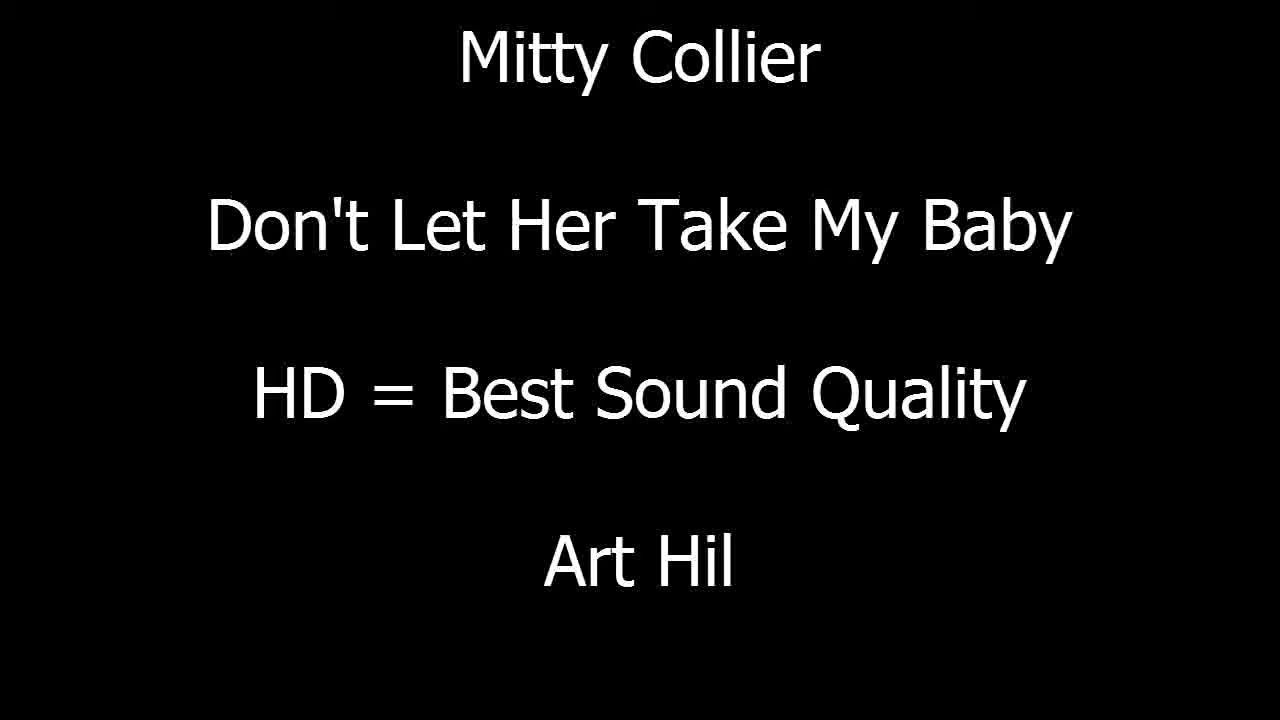 Mitty Collier
Don't Let Her Take My Baby
HD = Best Sound Quality
Art Hil